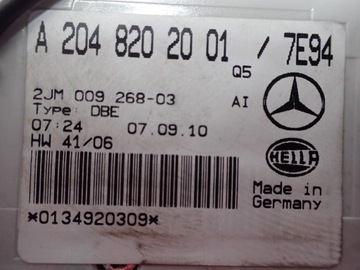 A 204 820 20 01 / 7E94
Q5
2JM 009 268-03 AI
Type: DBE
07:24 07.09.10
HW 41/06
HELLA
Made in
Germany
*0134920309*